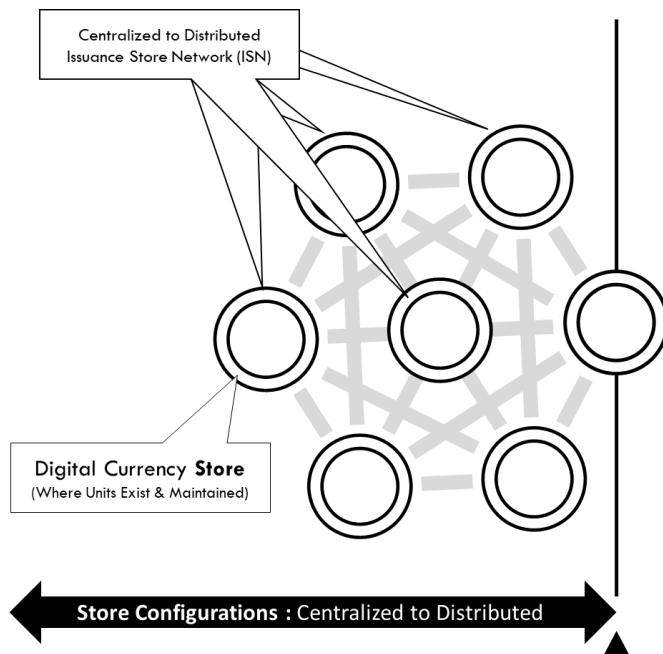 Centralized to Distributed
Issuance Store Network (ISN)
Digital Currency Store
(Where Units Exist & Maintained)
Store Configurations : Centralized to Distributed